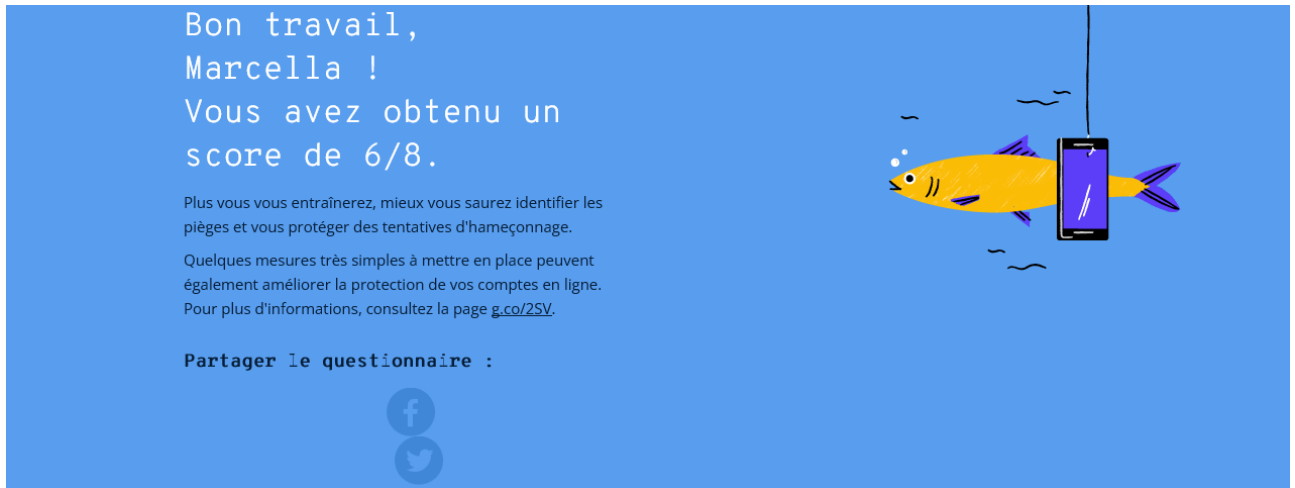 Bon travail,
Marcella !
Vous avez obtenu un
score de 6/8.
Plus vous vous entraînerez, mieux vous saurez identifier les
pièges et vous protéger des tentatives d'hameçonnage.
Quelques mesures très simples à mettre en place peuvent
également améliorer la protection de vos comptes en ligne.
Pour plus d'informations, consultez la page g.co/2SV.
Partager le questionnaire :